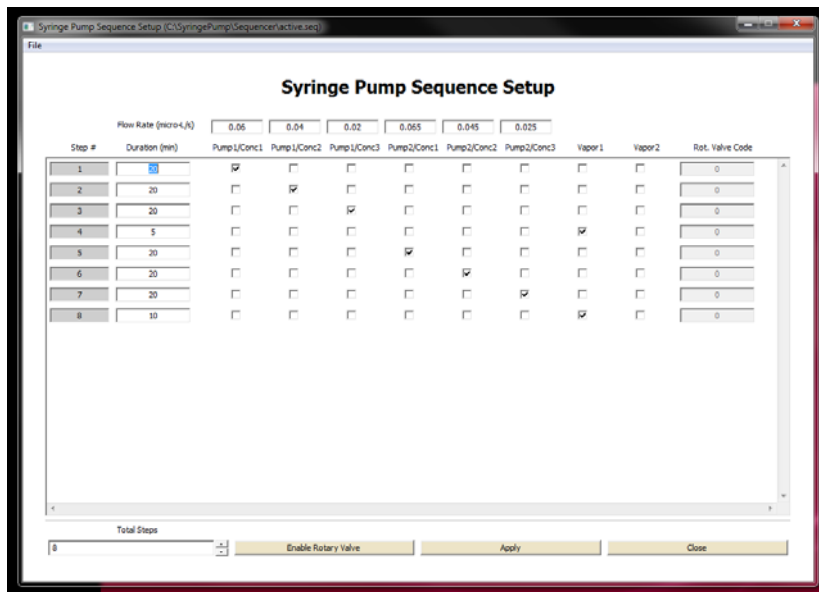 Syringe Pump Sequence Setup (C:\SyringePump\Sequencer\active.seq)
File
Syringe Pump Sequence Setup
Flow Rate (micro-L/s) 0.06 0.04 0.02 0.065 0.045 0.025
Step # Duration (min) Pump1/Conc1 Pump1/Conc2 Pump1/Conc3 Pump2/Conc1 Pump2/Conc2 Pump2/Conc3 Vapor1 Vapor2 Rot. Valve Code
1 20 0
2 20 0
3 20 0
4 5 0
5 20 0
6 20 0
7 20 0
8 10 0
Total Steps
8 Enable Rotary Valve Apply Close